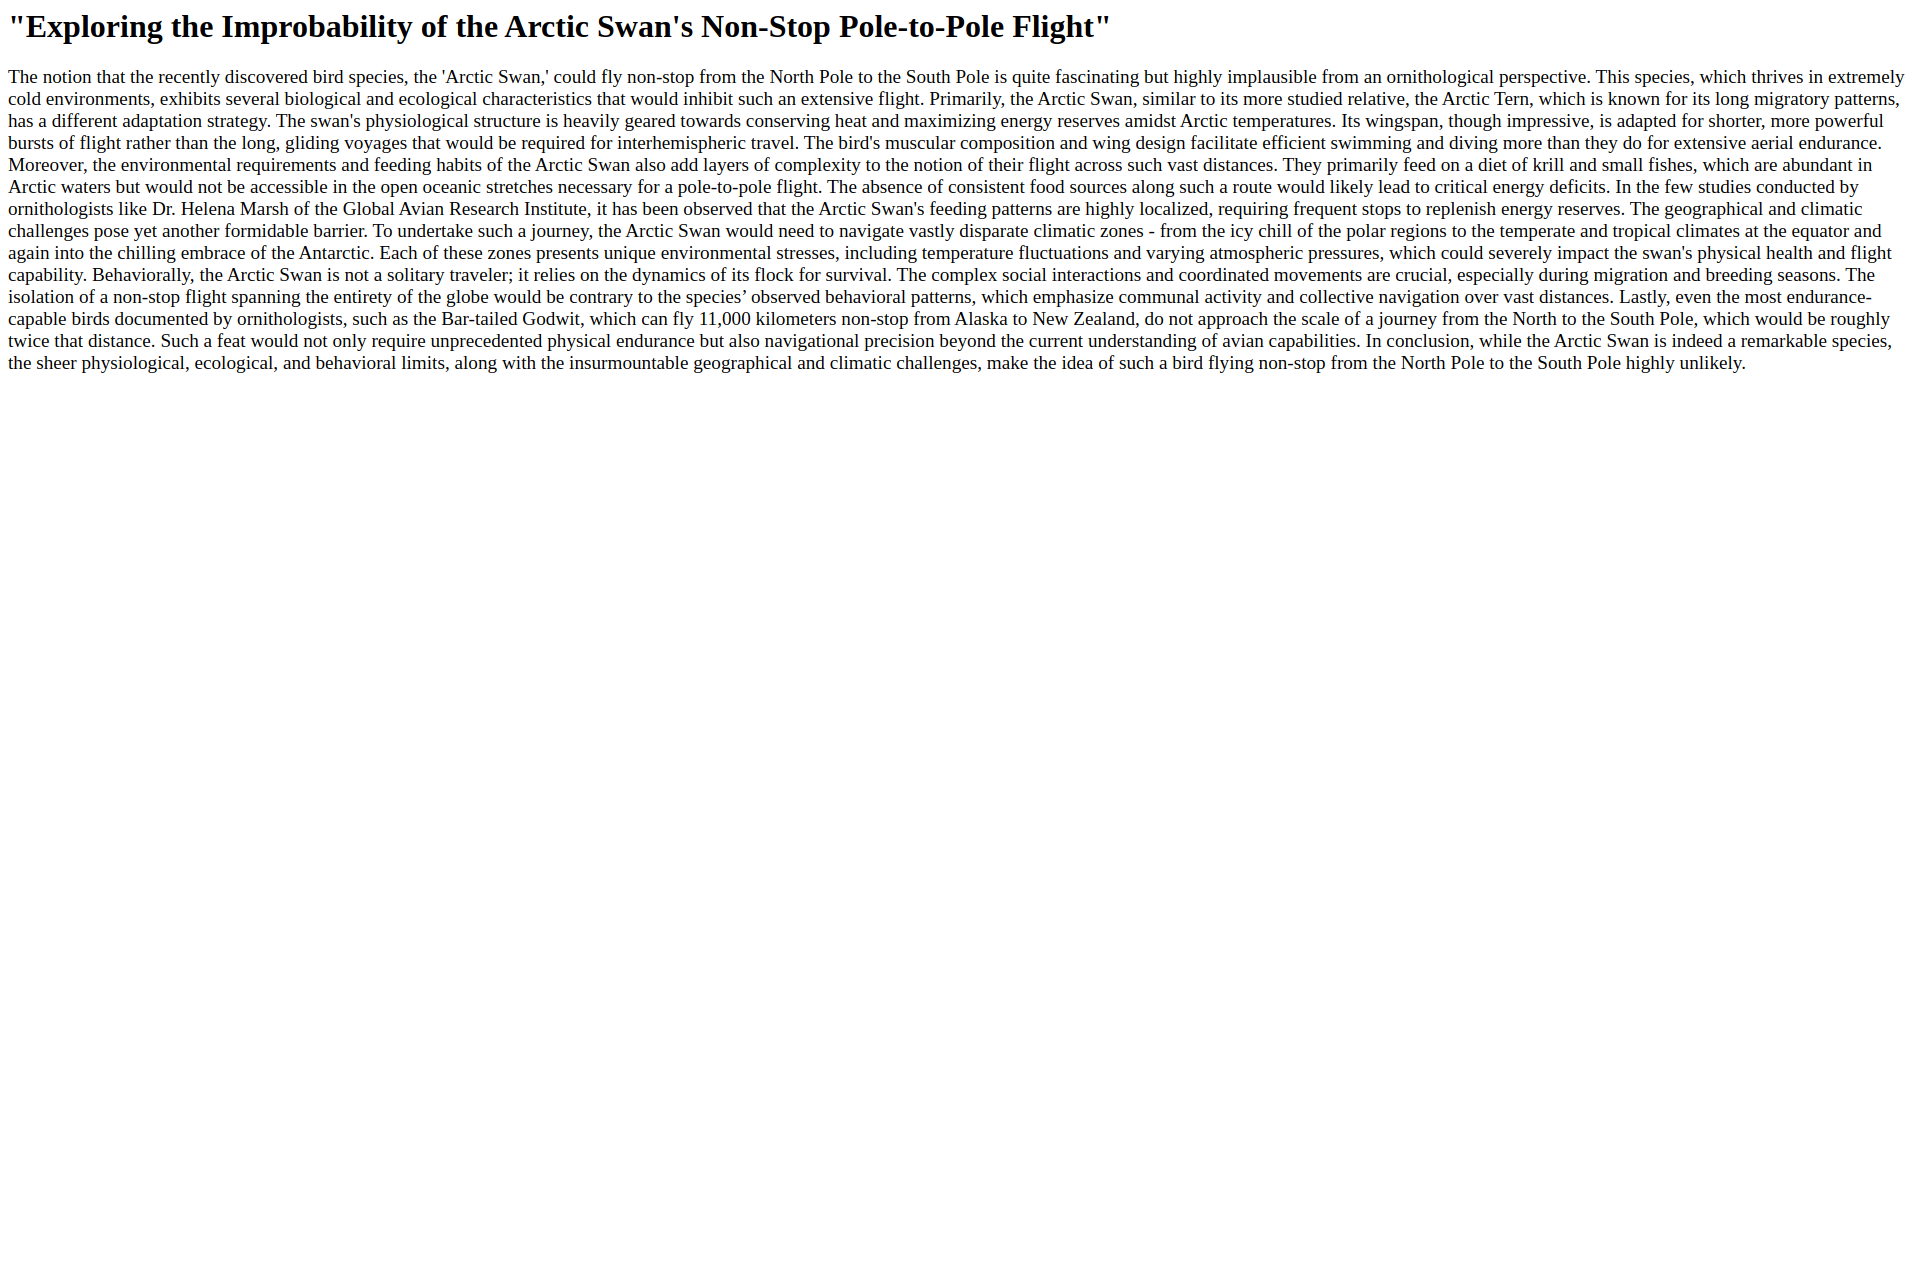 "Exploring the Improbability of the Arctic Swan's Non-Stop Pole-to-Pole Flight"
The notion that the recently discovered bird species, the 'Arctic Swan,' could fly non-stop from the North Pole to the South Pole is quite fascinating but highly implausible from an ornithological perspective. This species, which thrives in extremely
cold environments, exhibits several biological and ecological characteristics that would inhibit such an extensive flight. Primarily, the Arctic Swan, similar to its more studied relative, the Arctic Tern, which is known for its long migratory patterns,
has a different adaptation strategy. The swan's physiological structure is heavily geared towards conserving heat and maximizing energy reserves amidst Arctic temperatures. Its wingspan, though impressive, is adapted for shorter, more powerful
bursts of flight rather than the long, gliding voyages that would be required for interhemispheric travel. The bird's muscular composition and wing design facilitate efficient swimming and diving more than they do for extensive aerial endurance.
Moreover, the environmental requirements and feeding habits of the Arctic Swan also add layers of complexity to the notion of their flight across such vast distances. They primarily feed on a diet of krill and small fishes, which are abundant in
Arctic waters but would not be accessible in the open oceanic stretches necessary for a pole-to-pole flight. The absence of consistent food sources along such a route would likely lead to critical energy deficits. In the few studies conducted by
ornithologists like Dr. Helena Marsh of the Global Avian Research Institute, it has been observed that the Arctic Swan's feeding patterns are highly localized, requiring frequent stops to replenish energy reserves. The geographical and climatic
challenges pose yet another formidable barrier. To undertake such a journey, the Arctic Swan would need to navigate vastly disparate climatic zones - from the icy chill of the polar regions to the temperate and tropical climates at the equator and
again into the chilling embrace of the Antarctic. Each of these zones presents unique environmental stresses, including temperature fluctuations and varying atmospheric pressures, which could severely impact the swan's physical health and flight
capability. Behaviorally, the Arctic Swan is not a solitary traveler; it relies on the dynamics of its flock for survival. The complex social interactions and coordinated movements are crucial, especially during migration and breeding seasons. The
isolation of a non-stop flight spanning the entirety of the globe would be contrary to the species’ observed behavioral patterns, which emphasize communal activity and collective navigation over vast distances. Lastly, even the most endurance-
capable birds documented by ornithologists, such as the Bar-tailed Godwit, which can fly 11,000 kilometers non-stop from Alaska to New Zealand, do not approach the scale of a journey from the North to the South Pole, which would be roughly
twice that distance. Such a feat would not only require unprecedented physical endurance but also navigational precision beyond the current understanding of avian capabilities. In conclusion, while the Arctic Swan is indeed a remarkable species,
the sheer physiological, ecological, and behavioral limits, along with the insurmountable geographical and climatic challenges, make the idea of such a bird flying non-stop from the North Pole to the South Pole highly unlikely.